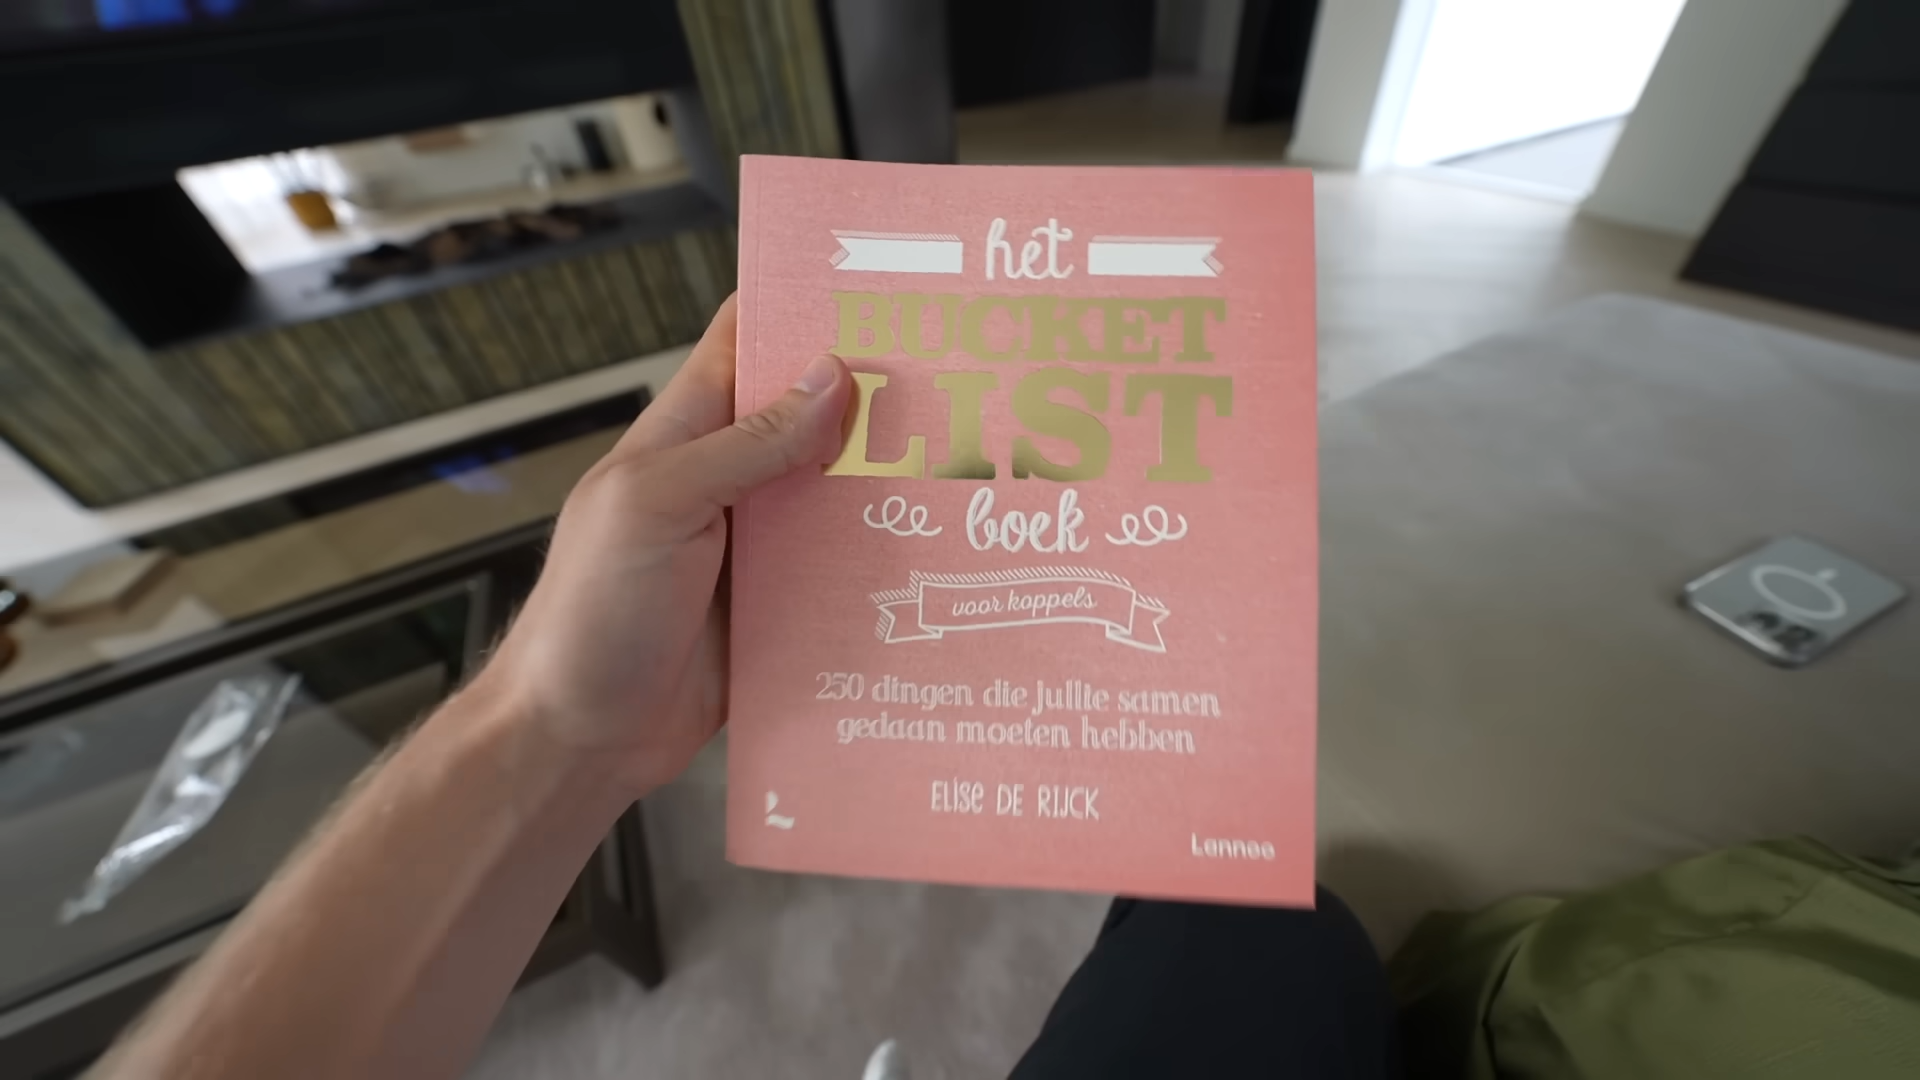 het
BUCKET
LIST
boek
voor koppels
250 dingen die jullie samen
gedaan moeten hebben
ELISE DE RIJCK
Lannoo